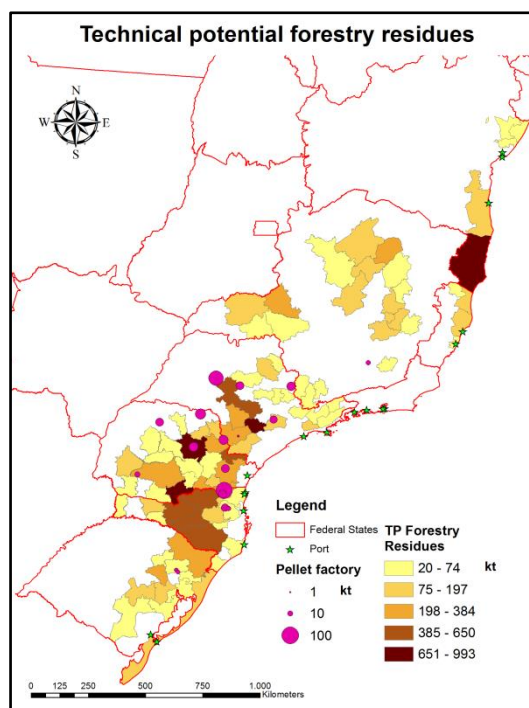 Technical potential forestry residues
N
W E
S
Legend
Federal States
Port
Pellet factory
1 kt
10
100
TP Forestry
Residues
20 - 74 kt
75 - 197
198 - 384
385 - 650
651 - 993
0 125 250 500 750 1.000
Kilometers